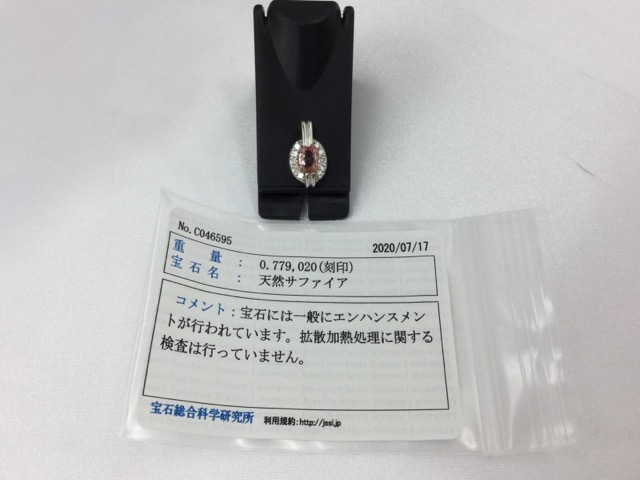 No.C046595
2020/07/17
重 量 : 0.779,020(刻印)
宝石名 : 天然サファイア
コメント:宝石には一般にエンハンスメン
トが行われています。拡散加熱処理に関する
検査は行っていません。
宝石総合科学研究所 利用規約:http://jssi.jp